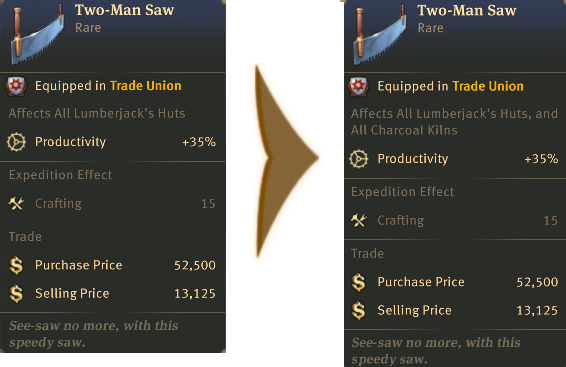 Two-Man Saw
Rare
Equipped in Trade Union
Affects All Lumberjack's Huts
Productivity +35%
Expedition Effect
Crafting 15
Trade
Purchase Price 52,500
Selling Price 13,125
See-saw no more, with this
speedy saw.
Two-Man Saw
Rare
Equipped in Trade Union
Affects All Lumberjack's Huts, and
All Charcoal Kilns
Productivity +35%
Expedition Effect
Crafting 15
Trade
Purchase Price 52,500
Selling Price 13,125
See-saw no more, with this
speedy saw.